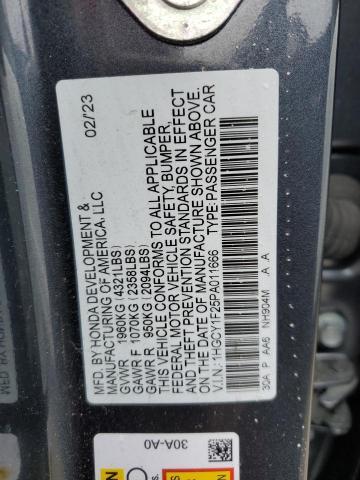 MFD. BY HONDA DEVELOPMENT &
MANUFACTURING OF AMERICA, LLC 02/'23
GVWR 1960KG (4321LBS)
GAWR F 1070KG (2358LBS)
GAWR R 950KG (2094LBS)
THIS VEHICLE CONFORMS TO ALL APPLICABLE
FEDERAL MOTOR VEHICLE SAFETY, BUMPER,
AND THEFT PREVENTION STANDARDS IN EFFECT
ON THE DATE OF MANUFACTURE SHOWN ABOVE.
V.I.N.: 1HGCY1F25PA011666 TYPE:PASSENGER CAR
30A P AA6 NH904M A A
30A-A0